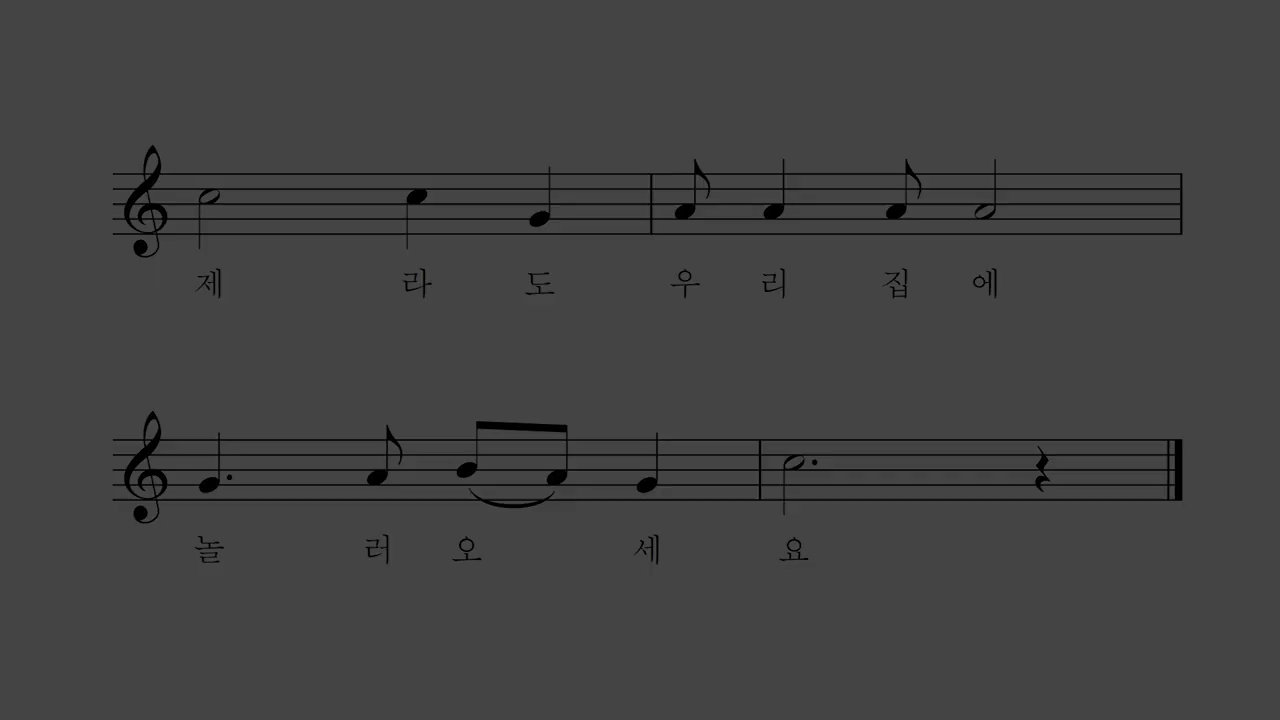 제 라 도 우 리 집 에
놀 러 오 세 요